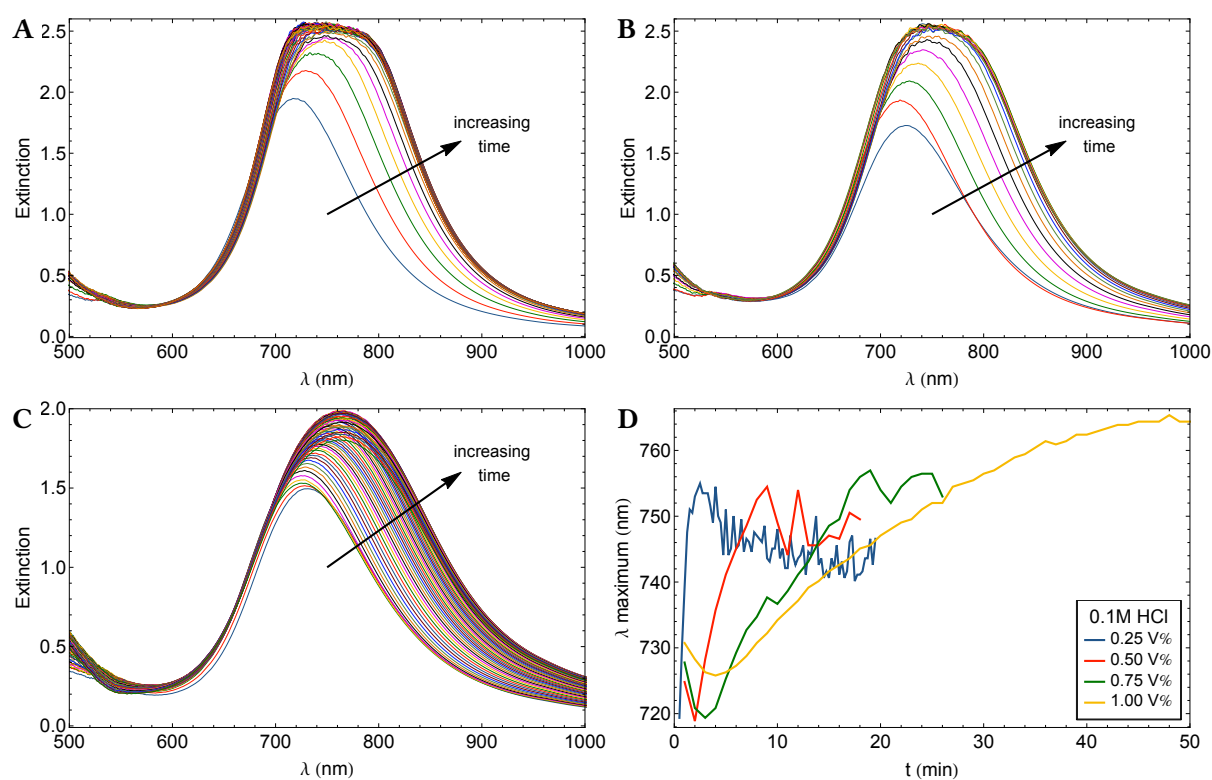 A
2.5
2.0
1.5
1.0
0.5
0.0
Extinction
increasing
time
500 600 700 800 900 1000
λ (nm)
B
2.5
2.0
1.5
1.0
0.5
0.0
Extinction
increasing
time
500 600 700 800 900 1000
λ (nm)
C
2.0
1.5
1.0
0.5
0.0
Extinction
increasing
time
500 600 700 800 900 1000
λ (nm)
D
760
750
740
730
720
λ maximum (nm)
0.1M HCl
0.25 V%
0.50 V%
0.75 V%
1.00 V%
0 10 20 30 40 50
t (min)